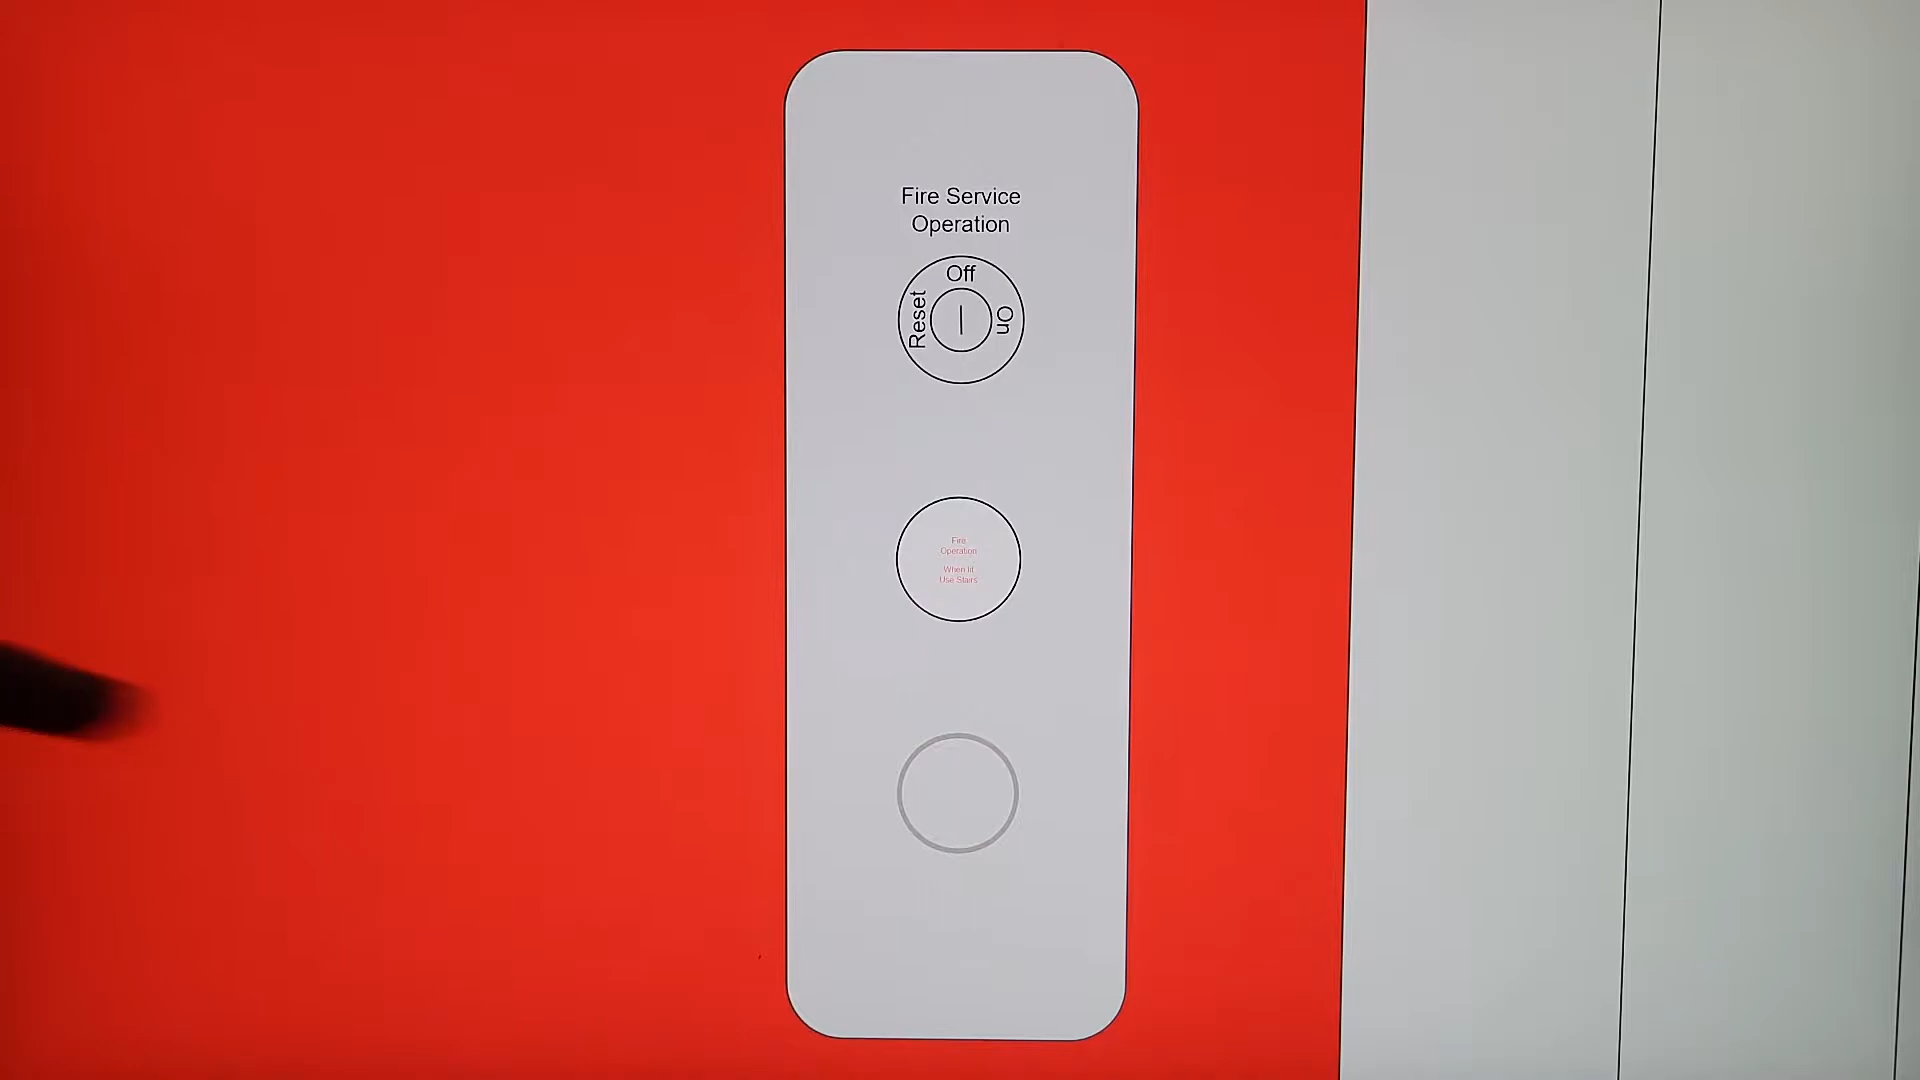 Fire Service
Operation
Off
Reset
On
Fire
Operation
When lit
Use Stairs